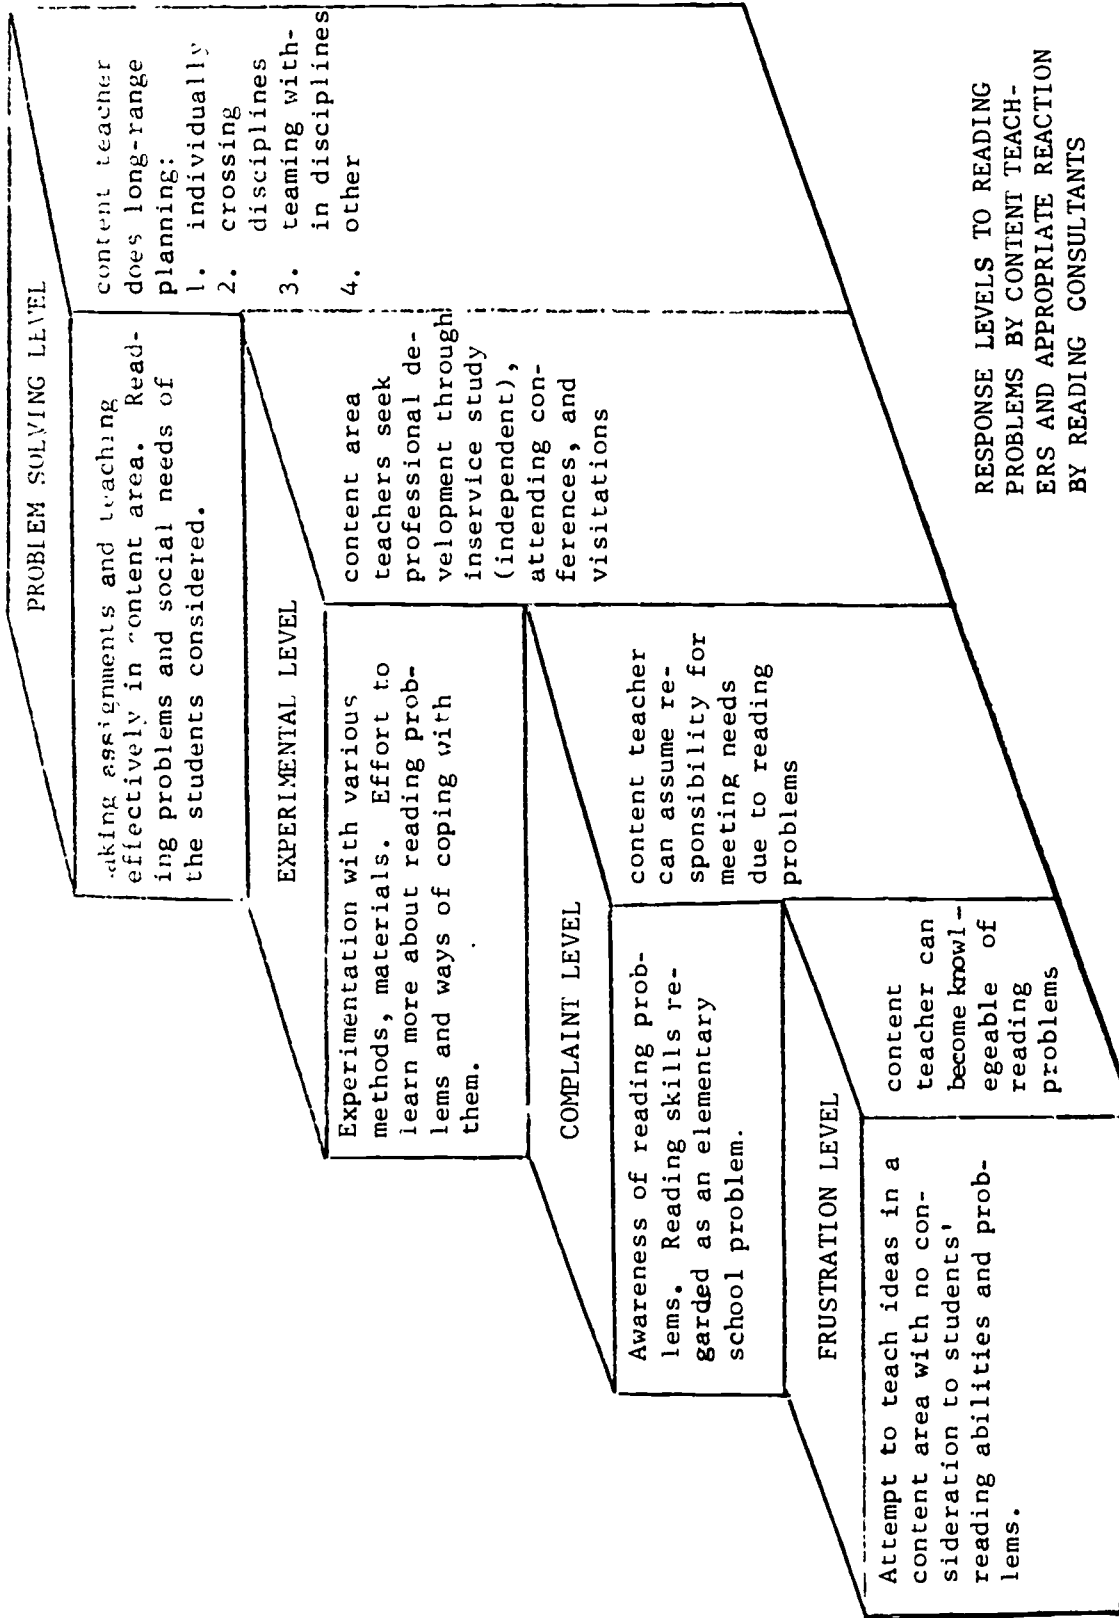 PROBLEM SOLVING LEVEL
assignments and teaching
effectively in content area. Read-
ing problems and social needs of
the students considered.
content teacher
does long-range
planning:
1. individually
2. crossing
disciplines
3. teaming with-
in disciplines
4. other
EXPERIMENTAL LEVEL
Experimentation with various
methods, materials. Effort to
learn more about reading prob-
lems and ways of coping with
them.
content area
teachers seek
professional de-
velopment through
inservice study
(independent),
attending con-
ferences, and
visitations
COMPLAINT LEVEL
Awareness of reading prob-
lems. Reading skills re-
garded as an elementary
school problem.
content teacher
can assume re-
sponsibility for
meeting needs
due to reading
problems
FRUSTRATION LEVEL
Attempt to teach ideas in a
content area with no con-
sideration to students'
reading abilities and prob-
lems.
content
teacher can
become knowl-
egeable of
reading
problems
RESPONSE LEVELS TO READING
PROBLEMS BY CONTENT TEACH-
ERS AND APPROPRIATE REACTION
BY READING CONSULTANTS